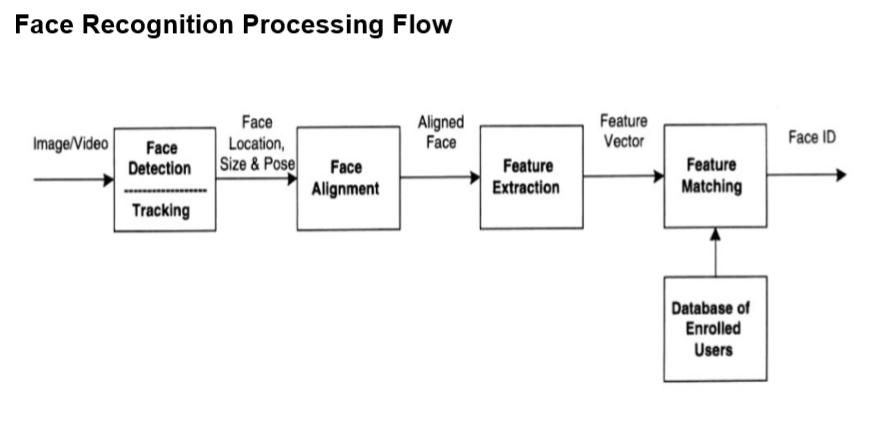 Face Recognition Processing Flow
Image/Video
Face
Detection
Tracking
Face
Location,
Size & Pose
Face
Alignment
Aligned
Face
Feature
Extraction
Feature
Vector
Feature
Matching
Face ID
Database of
Enrolled
Users